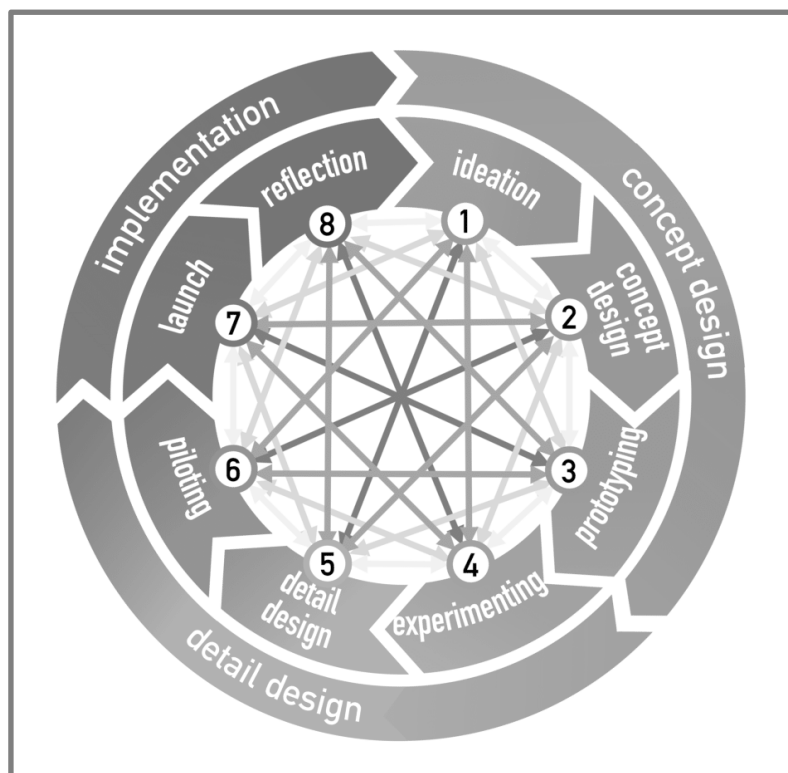 implementation
concept design
detail design
ideation
1
concept
design
2
prototyping
3
experimenting
4
detail
design
5
piloting
6
launch
7
reflection
8